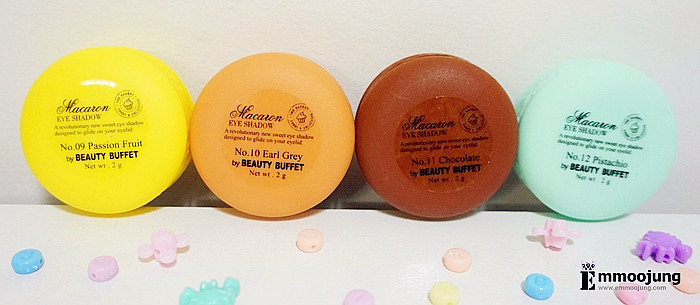 Macaron
EYE SHADOW
A revolutionary new sweet eye shadow
designed to glide on your eyelid.
No.09 Passion Fruit
by BEAUTY BUFFET
Net wt . 2 g
Macaron
EYE SHADOW
A revolutionary new sweet eye shadow
designed to glide on your eyelid.
No.10 Earl Grey
by BEAUTY BUFFET
Net wt . 2 g
Macaron
EYE SHADOW
A revolutionary new sweet eye shadow
designed to glide on your eyelid.
No.11 Chocolate
by BEAUTY BUFFET
Net wt . 2 g
Macaron
EYE SHADOW
A revolutionary new sweet eye shadow
designed to glide on your eyelid.
No.12 Pistachio
by BEAUTY BUFFET
Net wt . 2 g
Emmoojung
www.emmoojung.com